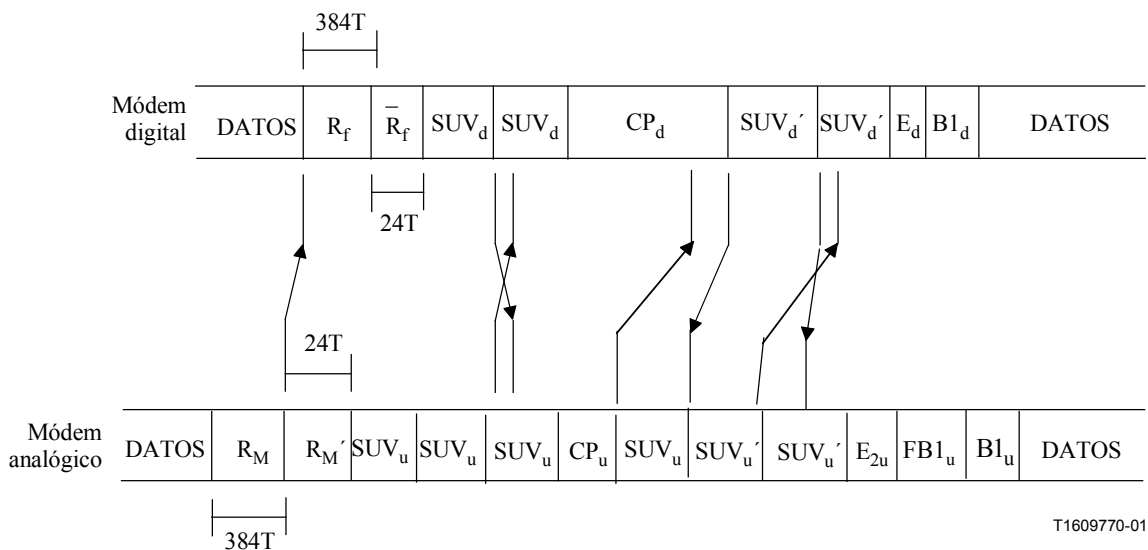 384T
Módem digital DATOS R_f R̄_f SUV_d SUV_d CP_d SUV_d´ SUV_d´ E_d B1_d DATOS
24T
24T
Módem analógico DATOS R_M R_M´ SUV_u SUV_u SUV_u CP_u SUV_u SUV_u´ SUV_u´ E_2u FB1_u B1_u DATOS
384T
T1609770-01